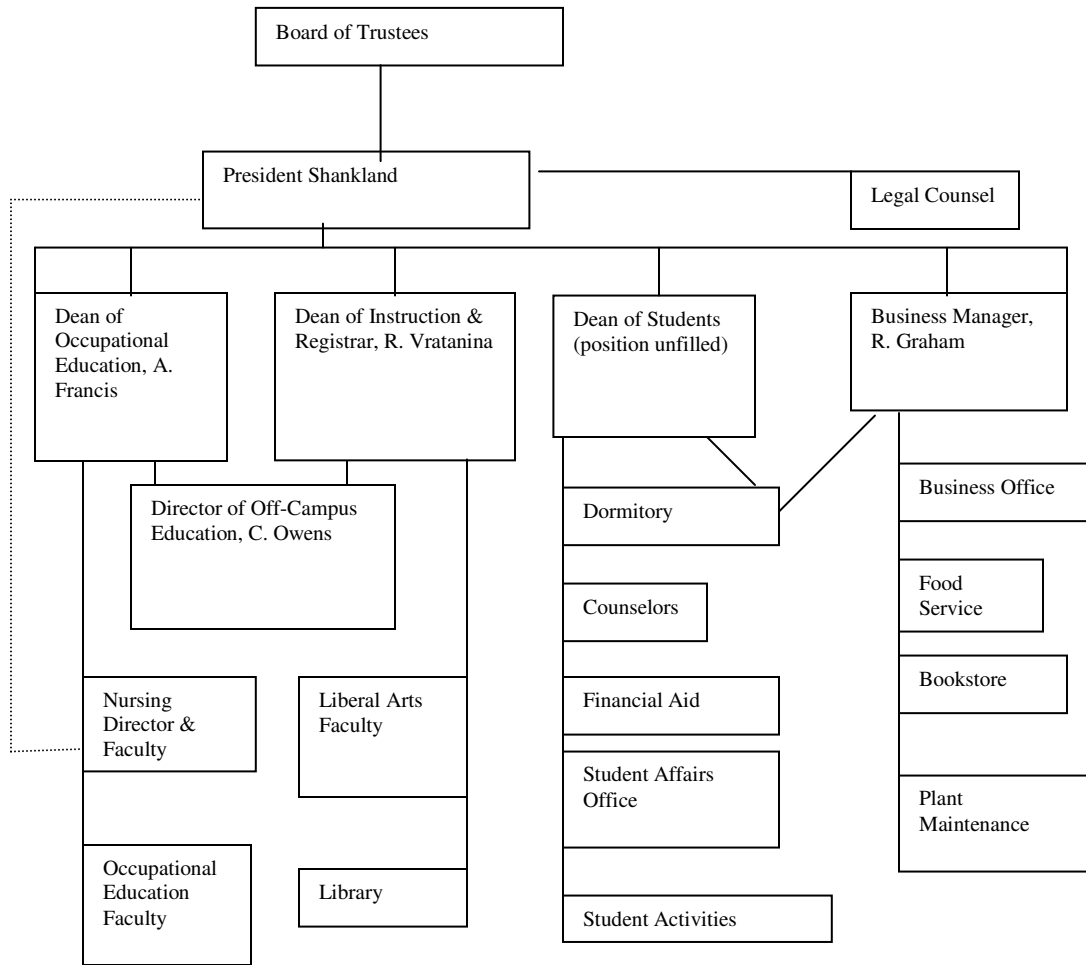 Board of Trustees
President Shankland
Legal Counsel
Dean of
Occupational
Education, A.
Francis
Dean of Instruction &
Registrar, R. Vratanina
Dean of Students
(position unfilled)
Business Manager,
R. Graham
Director of Off-Campus
Education, C. Owens
Dormitory
Business Office
Counselors
Food
Service
Nursing
Director &
Faculty
Liberal Arts
Faculty
Financial Aid
Bookstore
Student Affairs
Office
Plant
Maintenance
Occupational
Education
Faculty
Library
Student Activities